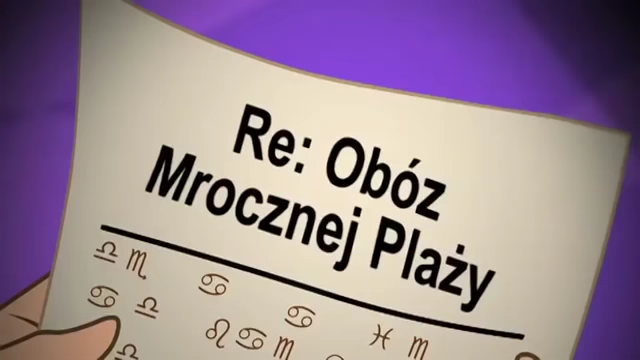 Re: Obóz
Mrocznej Plaży
♎♏ ♋ ♋ ♓ ♏
♋♎ ♌♋♏
♎